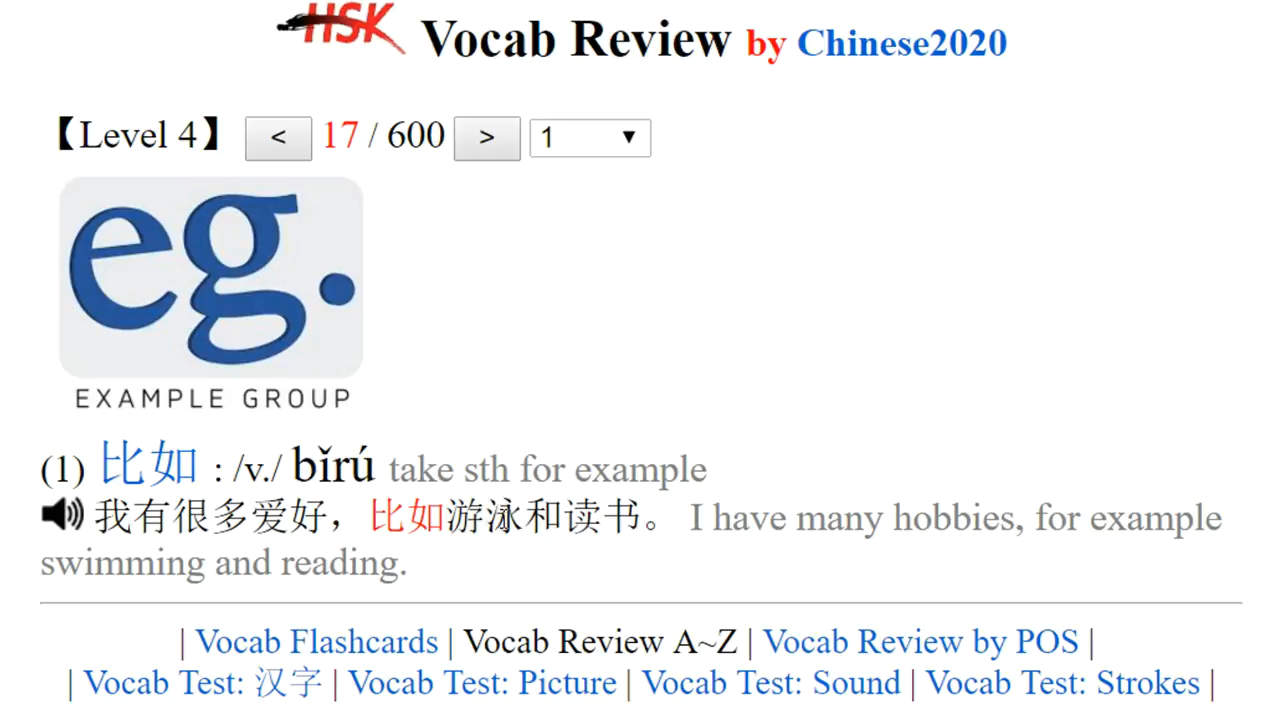 HSK Vocab Review by Chinese2020
【Level 4】 < 17 / 600 > 1 ▼
eg.
EXAMPLE GROUP
(1) 比如 : /v./ bǐrú take sth for example
我有很多爱好，比如游泳和读书。 I have many hobbies, for example
swimming and reading.
| Vocab Flashcards | Vocab Review A~Z | Vocab Review by POS |
| Vocab Test: 汉字 | Vocab Test: Picture | Vocab Test: Sound | Vocab Test: Strokes |